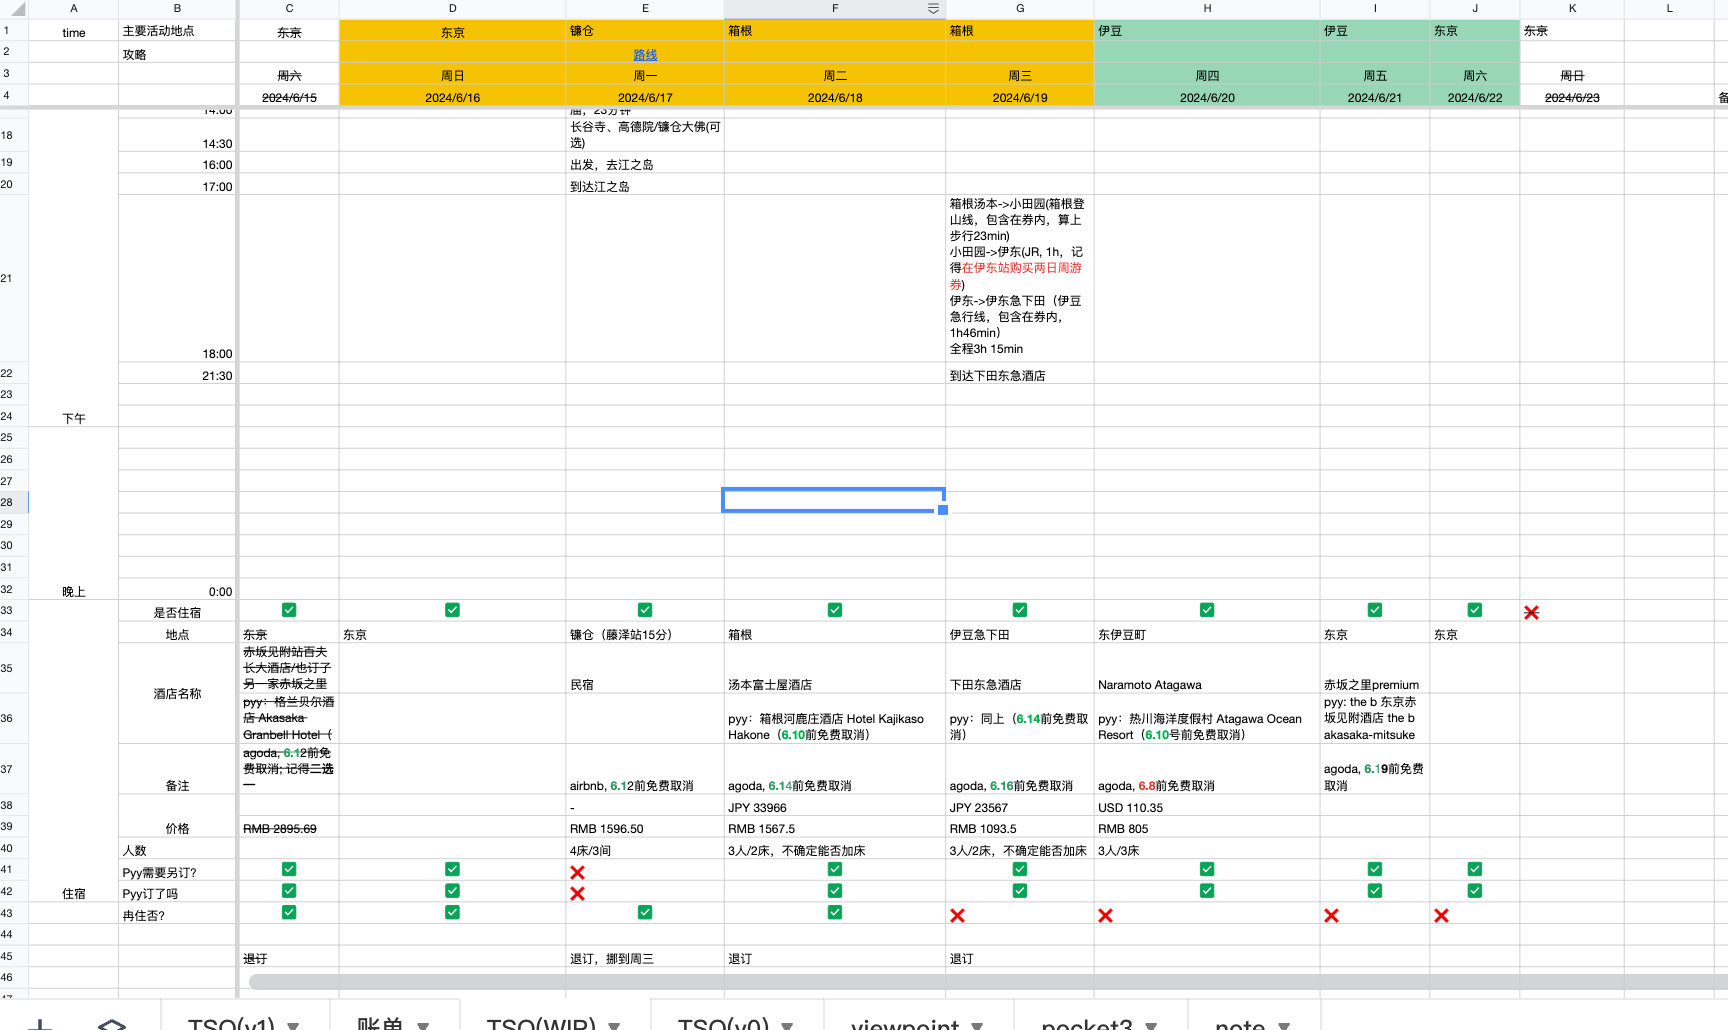 A B C D E F G H I J K L
1 time 主要活动地点 东京 东京 镰仓 箱根 箱根 伊豆 伊豆 东京 东京
2 攻略 路线
3 周六 周日 周一 周二 周三 周四 周五 周六 周日
4 2024/6/15 2024/6/16 2024/6/17 2024/6/18 2024/6/19 2024/6/20 2024/6/21 2024/6/22 2024/6/23 备
14:00 庙，23分钟
18 14:30 长谷寺、高德院/镰仓大佛(可
选)
19 16:00 出发，去江之岛
20 17:00 到达江之岛
21 18:00 箱根汤本->小田园(箱根登
山线，包含在券内，算上
步行23min)
小田园->伊东(JR, 1h，记
得在伊东站购买两日周游
券)
伊东->伊东急下田（伊豆
急行线，包含在券内，
1h46min）
全程3h 15min
22 21:30 到达下田东急酒店
23
24 下午
25
26
27
28
29
30
31
32 晚上 0:00
33 是否住宿
34 地点 东京 东京 镰仓（藤泽站15分） 箱根 伊豆急下田 东伊豆町 东京 东京
35 酒店名称 赤坂见附站百夫
长大酒店/也订了
另一家赤坂之里
民宿 汤本富士屋酒店 下田东急酒店 Naramoto Atagawa 赤坂之里premium
36 pyy：格兰贝尔酒
店 Akasaka
Granbell Hotel（
pyy：箱根河鹿庄酒店 Hotel Kajikaso
Hakone（6.10前免费取消）
pyy：同上（6.14前免费取
消）
pyy：热川海洋度假村 Atagawa Ocean
Resort（6.10号前免费取消）
pyy: the b 东京赤
坂见附酒店 the b
akasaka-mitsuke
37 备注 agoda, 6.12前免
费取消; 记得二选
一
airbnb, 6.12前免费取消 agoda, 6.14前免费取消 agoda, 6.16前免费取消 agoda, 6.8前免费取消
agoda, 6.19前免费
取消
38 - JPY 33966 JPY 23567 USD 110.35
39 价格 RMB 2895.69 RMB 1596.50 RMB 1567.5 RMB 1093.5 RMB 805
40 人数 4床/3间 3人/2床，不确定能否加床 3人/2床，不确定能否加床 3人/3床
41 Pyy需要另订?
42 住宿 Pyy订了吗
43 冉住否?
44
45 退订 退订，挪到周三 退订 退订
46
47
TSO(v1) 账单 TSO(WIP) TSO(v0) viewpoint pocket3 note